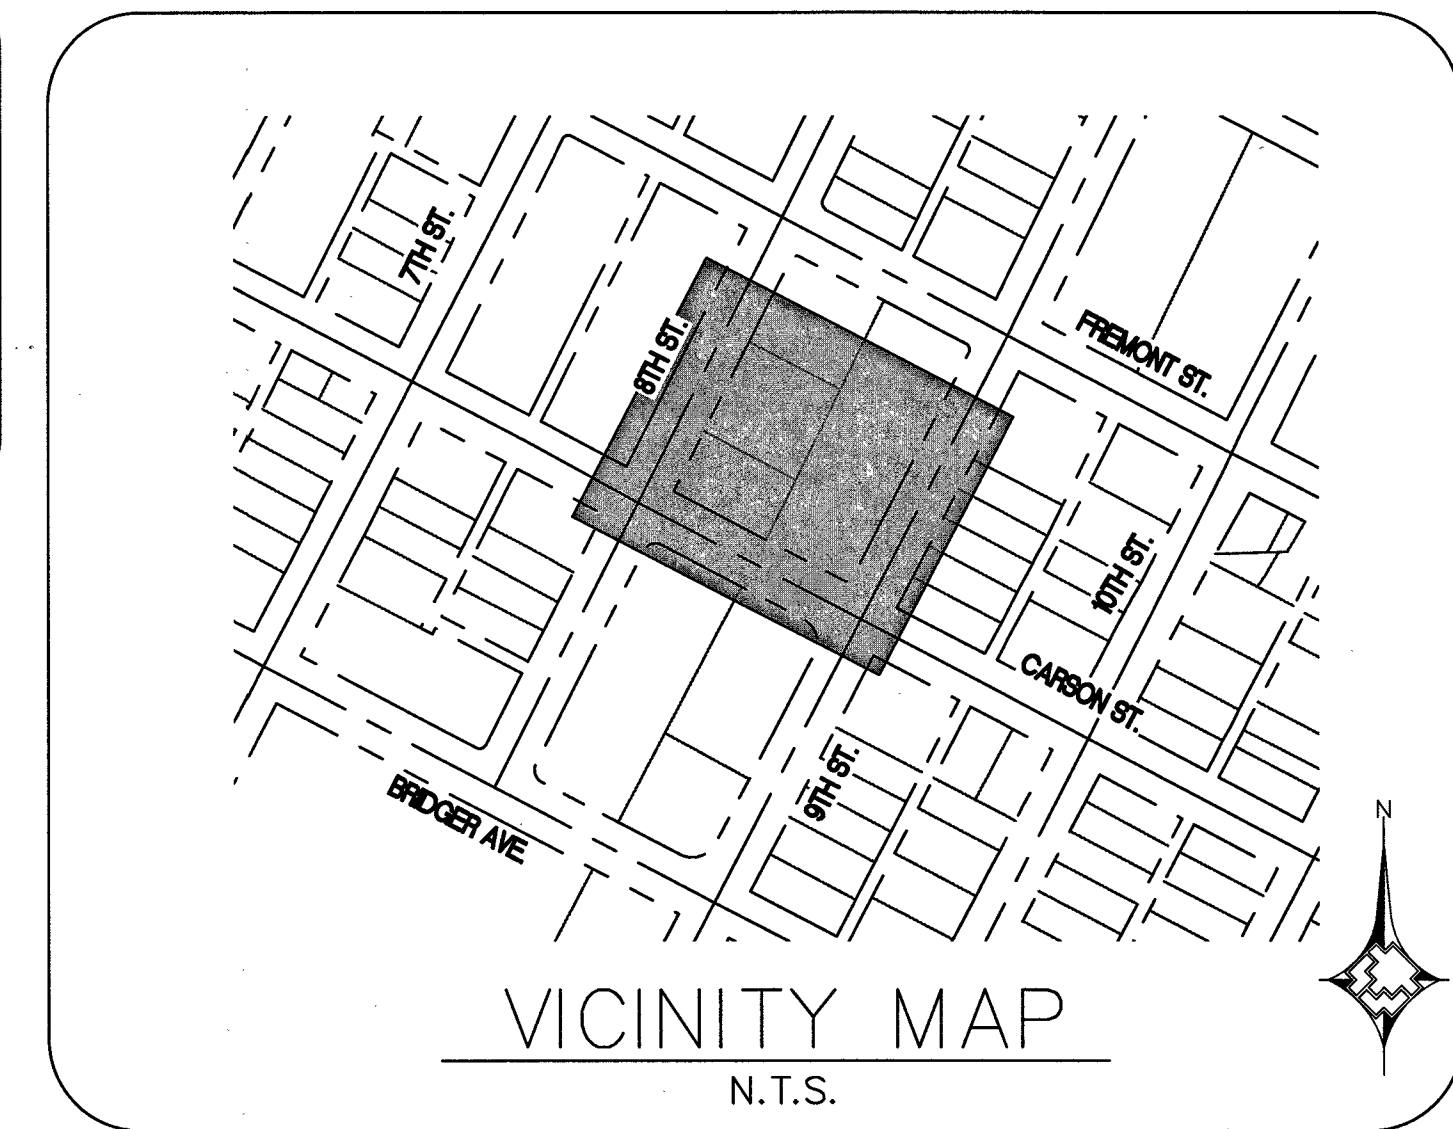 7TH ST.
8TH ST.
FREMONT ST.
10TH ST.
CARSON ST.
9TH ST.
BRIDGER AVE.
N
VICINITY MAP
N.T.S.